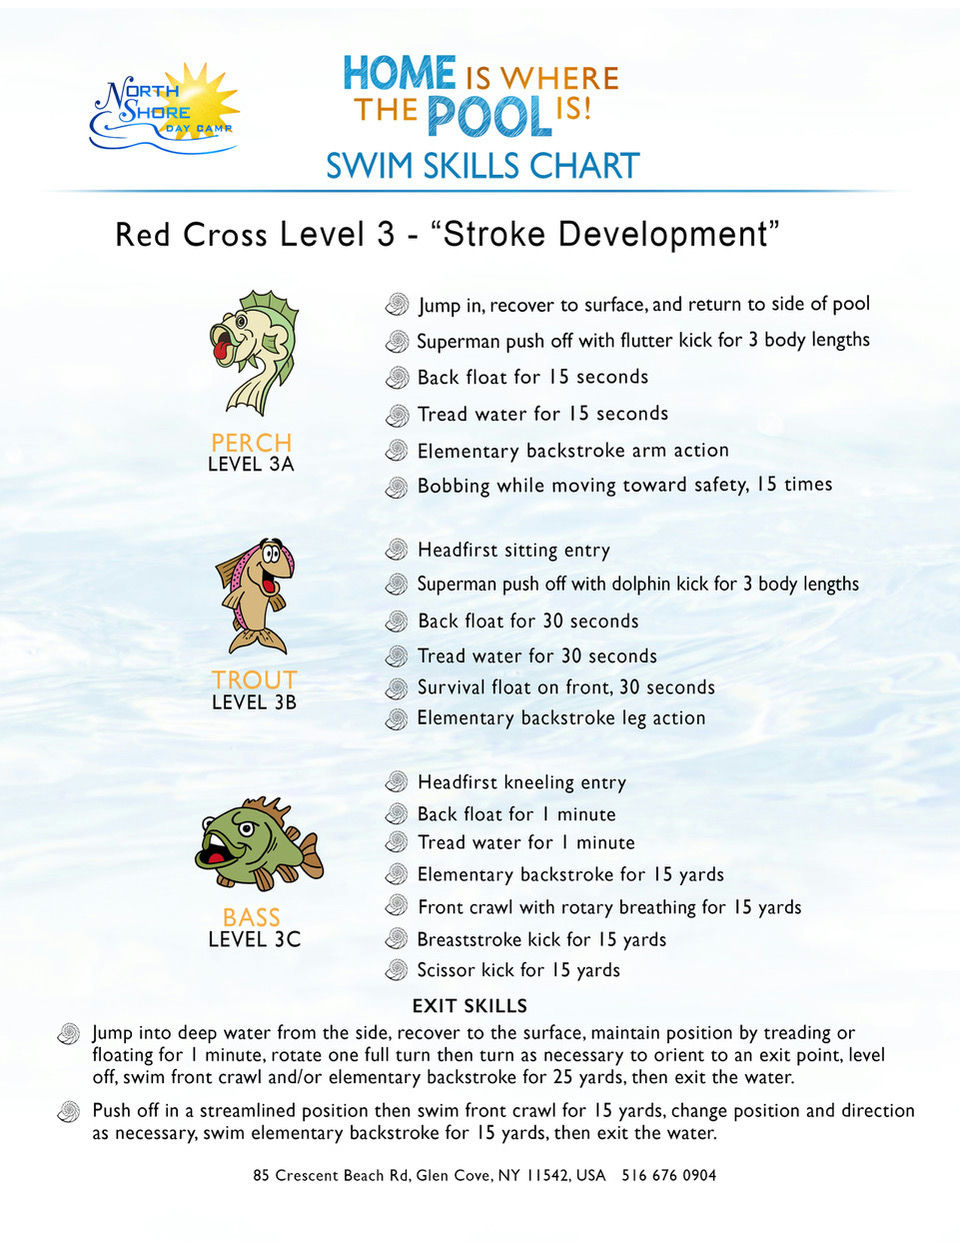 North
Shore
Day Camp
HOME IS WHERE
THE POOL IS!
SWIM SKILLS CHART
Red Cross Level 3 - “Stroke Development”
Jump in, recover to surface, and return to side of pool
Superman push off with flutter kick for 3 body lengths
Back float for 15 seconds
Tread water for 15 seconds
Elementary backstroke arm action
Bobbing while moving toward safety, 15 times
PERCH
LEVEL 3A
Headfirst sitting entry
Superman push off with dolphin kick for 3 body lengths
Back float for 30 seconds
Tread water for 30 seconds
Survival float on front, 30 seconds
Elementary backstroke leg action
TROUT
LEVEL 3B
Headfirst kneeling entry
Back float for 1 minute
Tread water for 1 minute
Elementary backstroke for 15 yards
Front crawl with rotary breathing for 15 yards
Breaststroke kick for 15 yards
Scissor kick for 15 yards
BASS
LEVEL 3C
EXIT SKILLS
Jump into deep water from the side, recover to the surface, maintain position by treading or
floating for 1 minute, rotate one full turn then turn as necessary to orient to an exit point, level
off, swim front crawl and/or elementary backstroke for 25 yards, then exit the water.
Push off in a streamlined position then swim front crawl for 15 yards, change position and direction
as necessary, swim elementary backstroke for 15 yards, then exit the water.
85 Crescent Beach Rd, Glen Cove, NY 11542, USA 516 676 0904